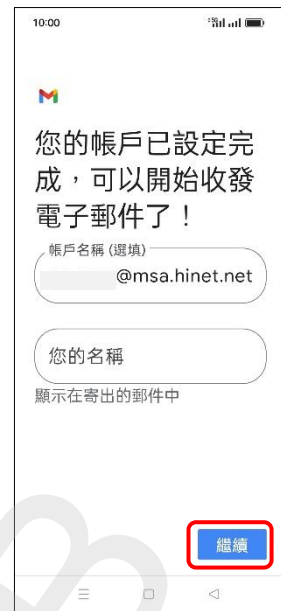 10:00
您的帳戶已設定完
成，可以開始收發
電子郵件了！
帳戶名稱 (選填)
@msa.hinet.net
您的名稱
顯示在寄出的郵件中
繼續